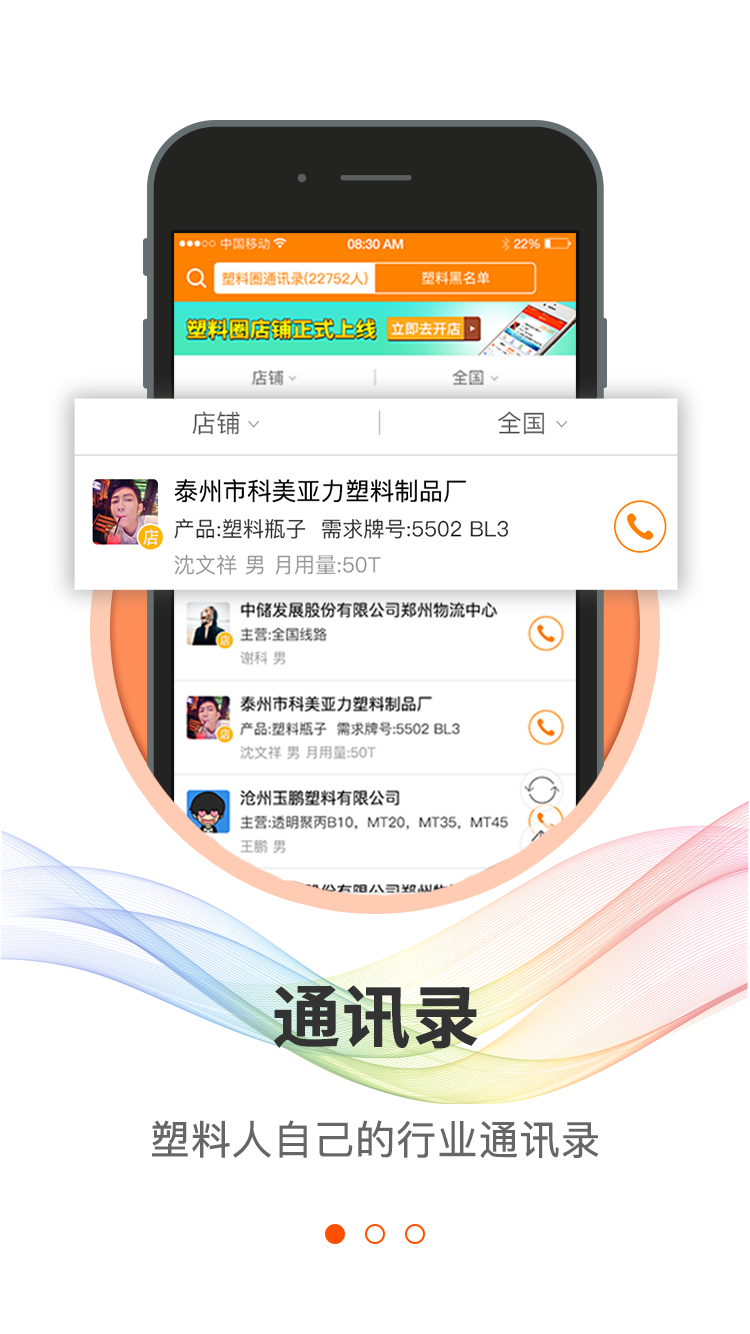 中国移动 08:30 AM 22%
塑料圈通讯录(22752人) 塑料黑名单
塑料圈店铺正式上线 立即去开店
店铺 全国
店铺 全国
泰州市科美亚力塑料制品厂
店
产品:塑料瓶子 需求牌号:5502 BL3
沈文祥 男 月用量:50T
中储发展股份有限公司郑州物流中心
店
主营:全国线路
谢科 男
泰州市科美亚力塑料制品厂
店
产品:塑料瓶子 需求牌号:5502 BL3
沈文祥 男 月用量:50T
沧州玉鹏塑料有限公司
主营:透明聚丙B10，MT20，MT35，MT45
王鹏 男
股份有限公司郑州物
通讯录
塑料人自己的行业通讯录